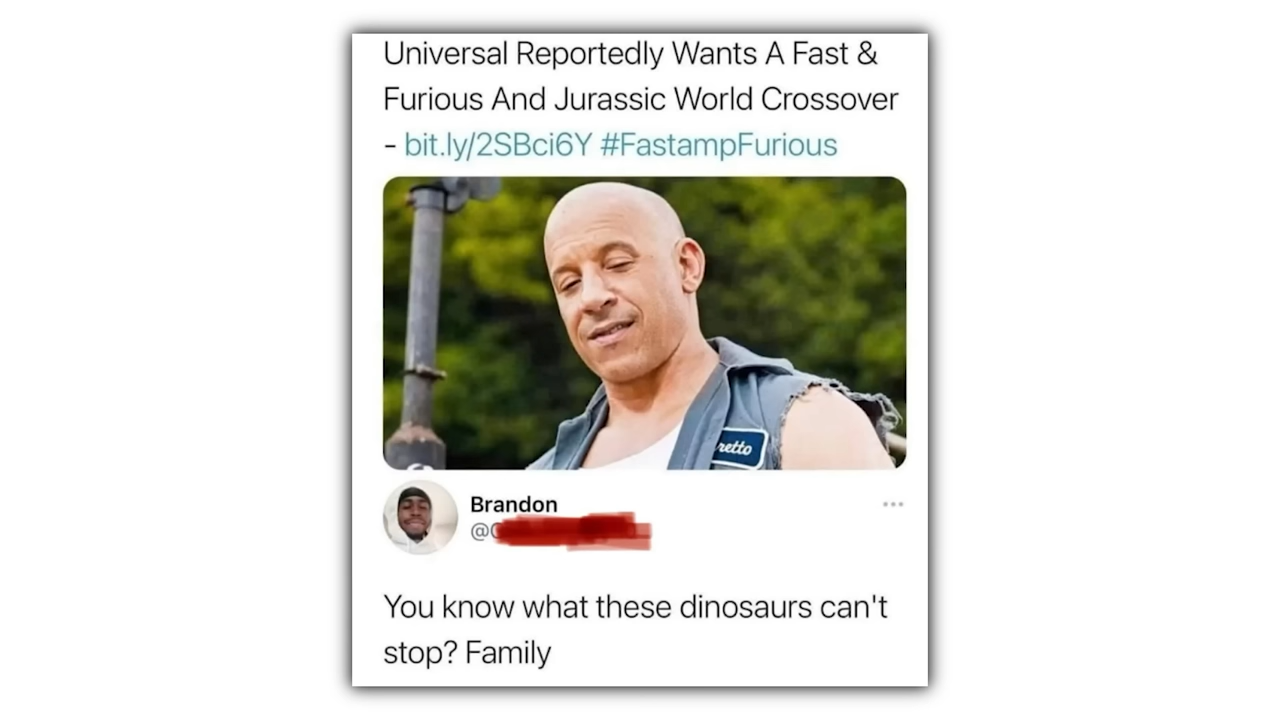 Universal Reportedly Wants A Fast &
Furious And Jurassic World Crossover
- bit.ly/2SBci6Y #FastampFurious
retto
Brandon
@
You know what these dinosaurs can't
stop? Family